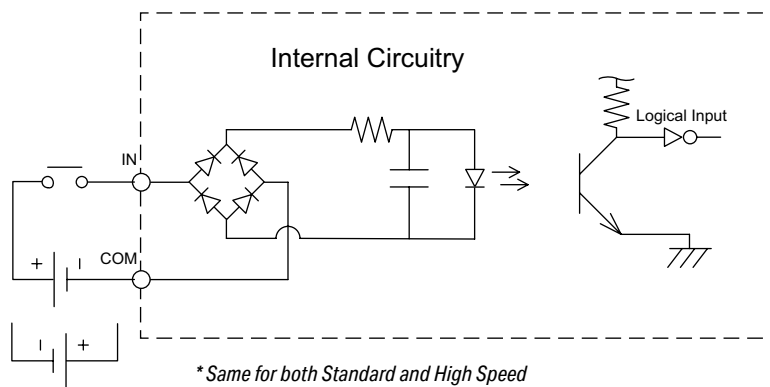 Internal Circuitry
Logical Input
IN
+ −
COM
− +
* Same for both Standard and High Speed